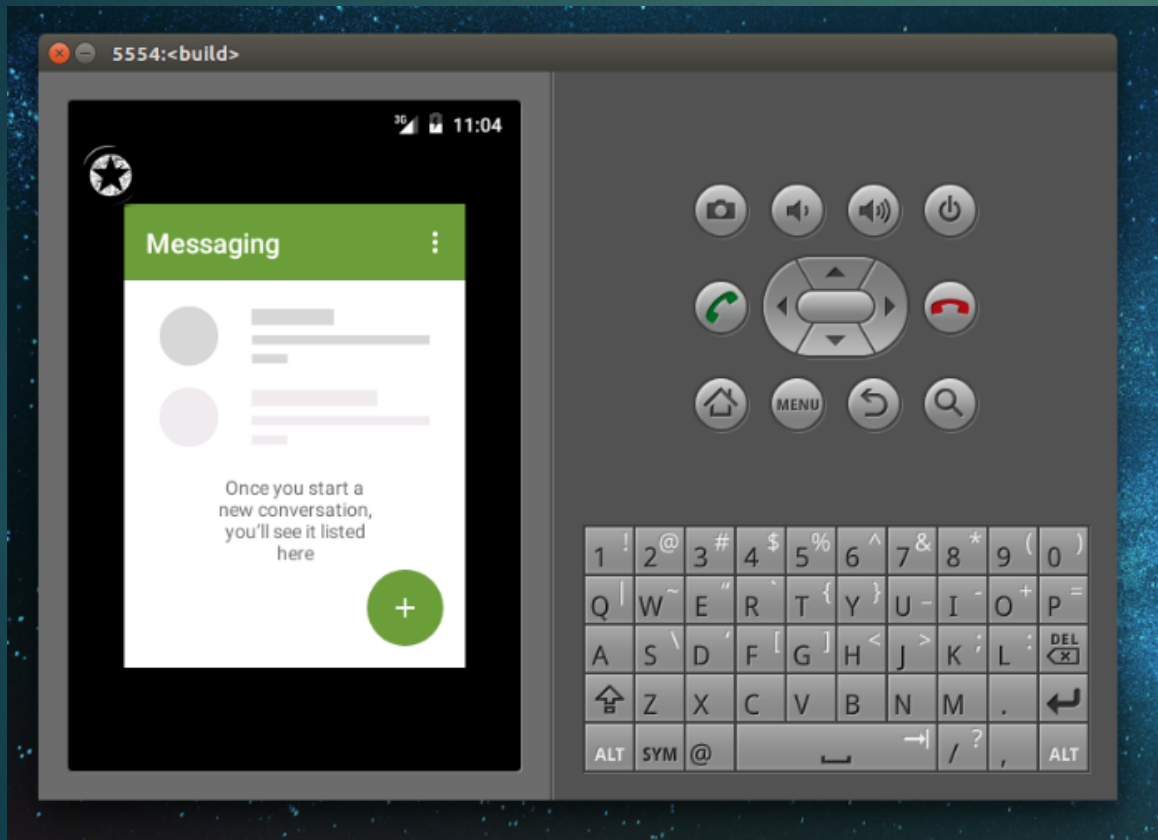 5554:<build>
3G 11:04
Messaging
Once you start a
new conversation,
you'll see it listed
here
+
MENU
1 ! 2 @ 3 # 4 $ 5 % 6 ^ 7 & 8 * 9 ( 0 )
Q | W ~ E " R ` T { Y } U _ I - O + P =
A S \ D ' F [ G ] H < J > K ; L : DEL
Z X C V B N M .
ALT SYM @ / ? , ALT